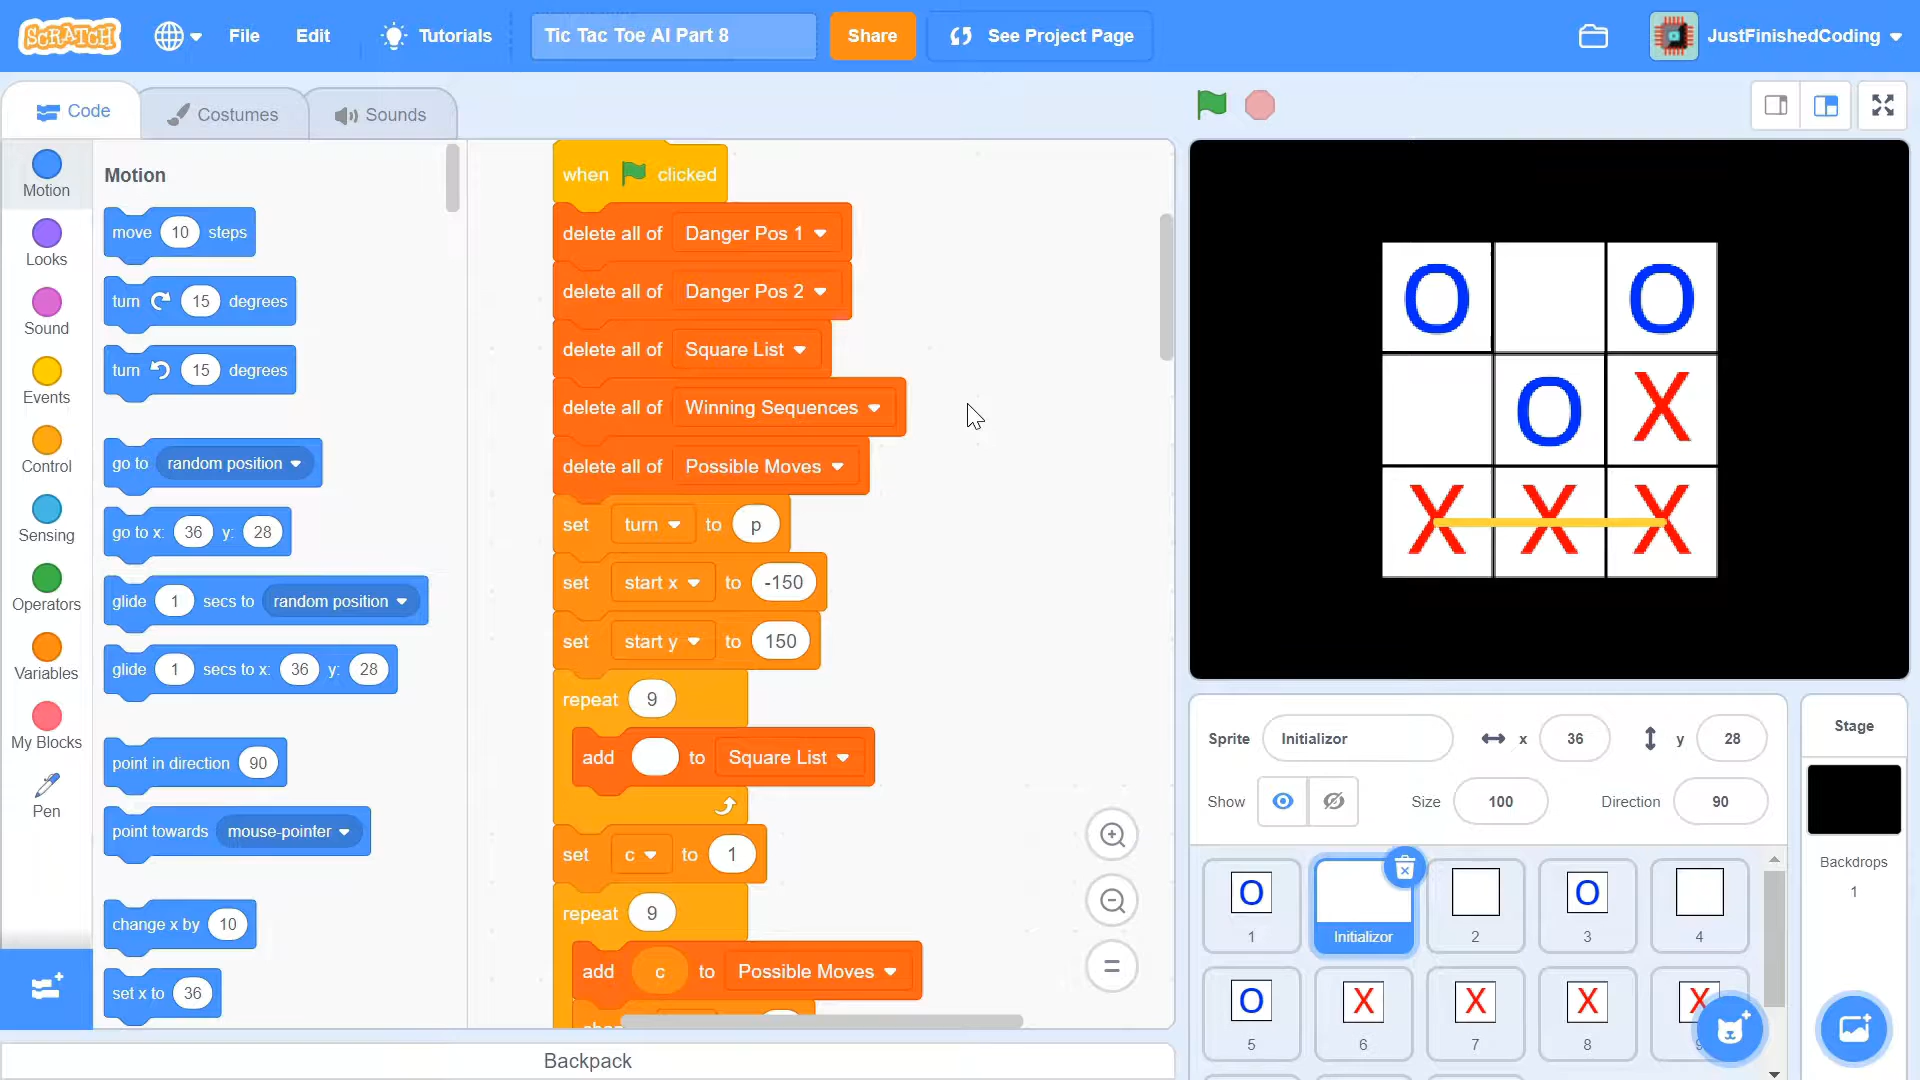 SCRATCH File Edit Tutorials Tic Tac Toe AI Part 8 Share See Project Page JustFinishedCoding
Code Costumes Sounds
Motion
Looks
Sound
Events
Control
Sensing
Operators
Variables
My Blocks
Pen
Motion
move 10 steps
turn 15 degrees
turn 15 degrees
go to random position
go to x: 36 y: 28
glide 1 secs to random position
glide 1 secs to x: 36 y: 28
point in direction 90
point towards mouse-pointer
change x by 10
set x to 36
when clicked
delete all of Danger Pos 1
delete all of Danger Pos 2
delete all of Square List
delete all of Winning Sequences
delete all of Possible Moves
set turn to p
set start x to -150
set start y to 150
repeat 9
add to Square List
set c to 1
repeat 9
add c to Possible Moves
Backpack
O O
O X
X X X
Sprite Initializor x 36 y 28
Show Size 100 Direction 90
O O
1 Initializor 2 3 4
O X X X X
5 6 7 8
Stage
Backdrops
1